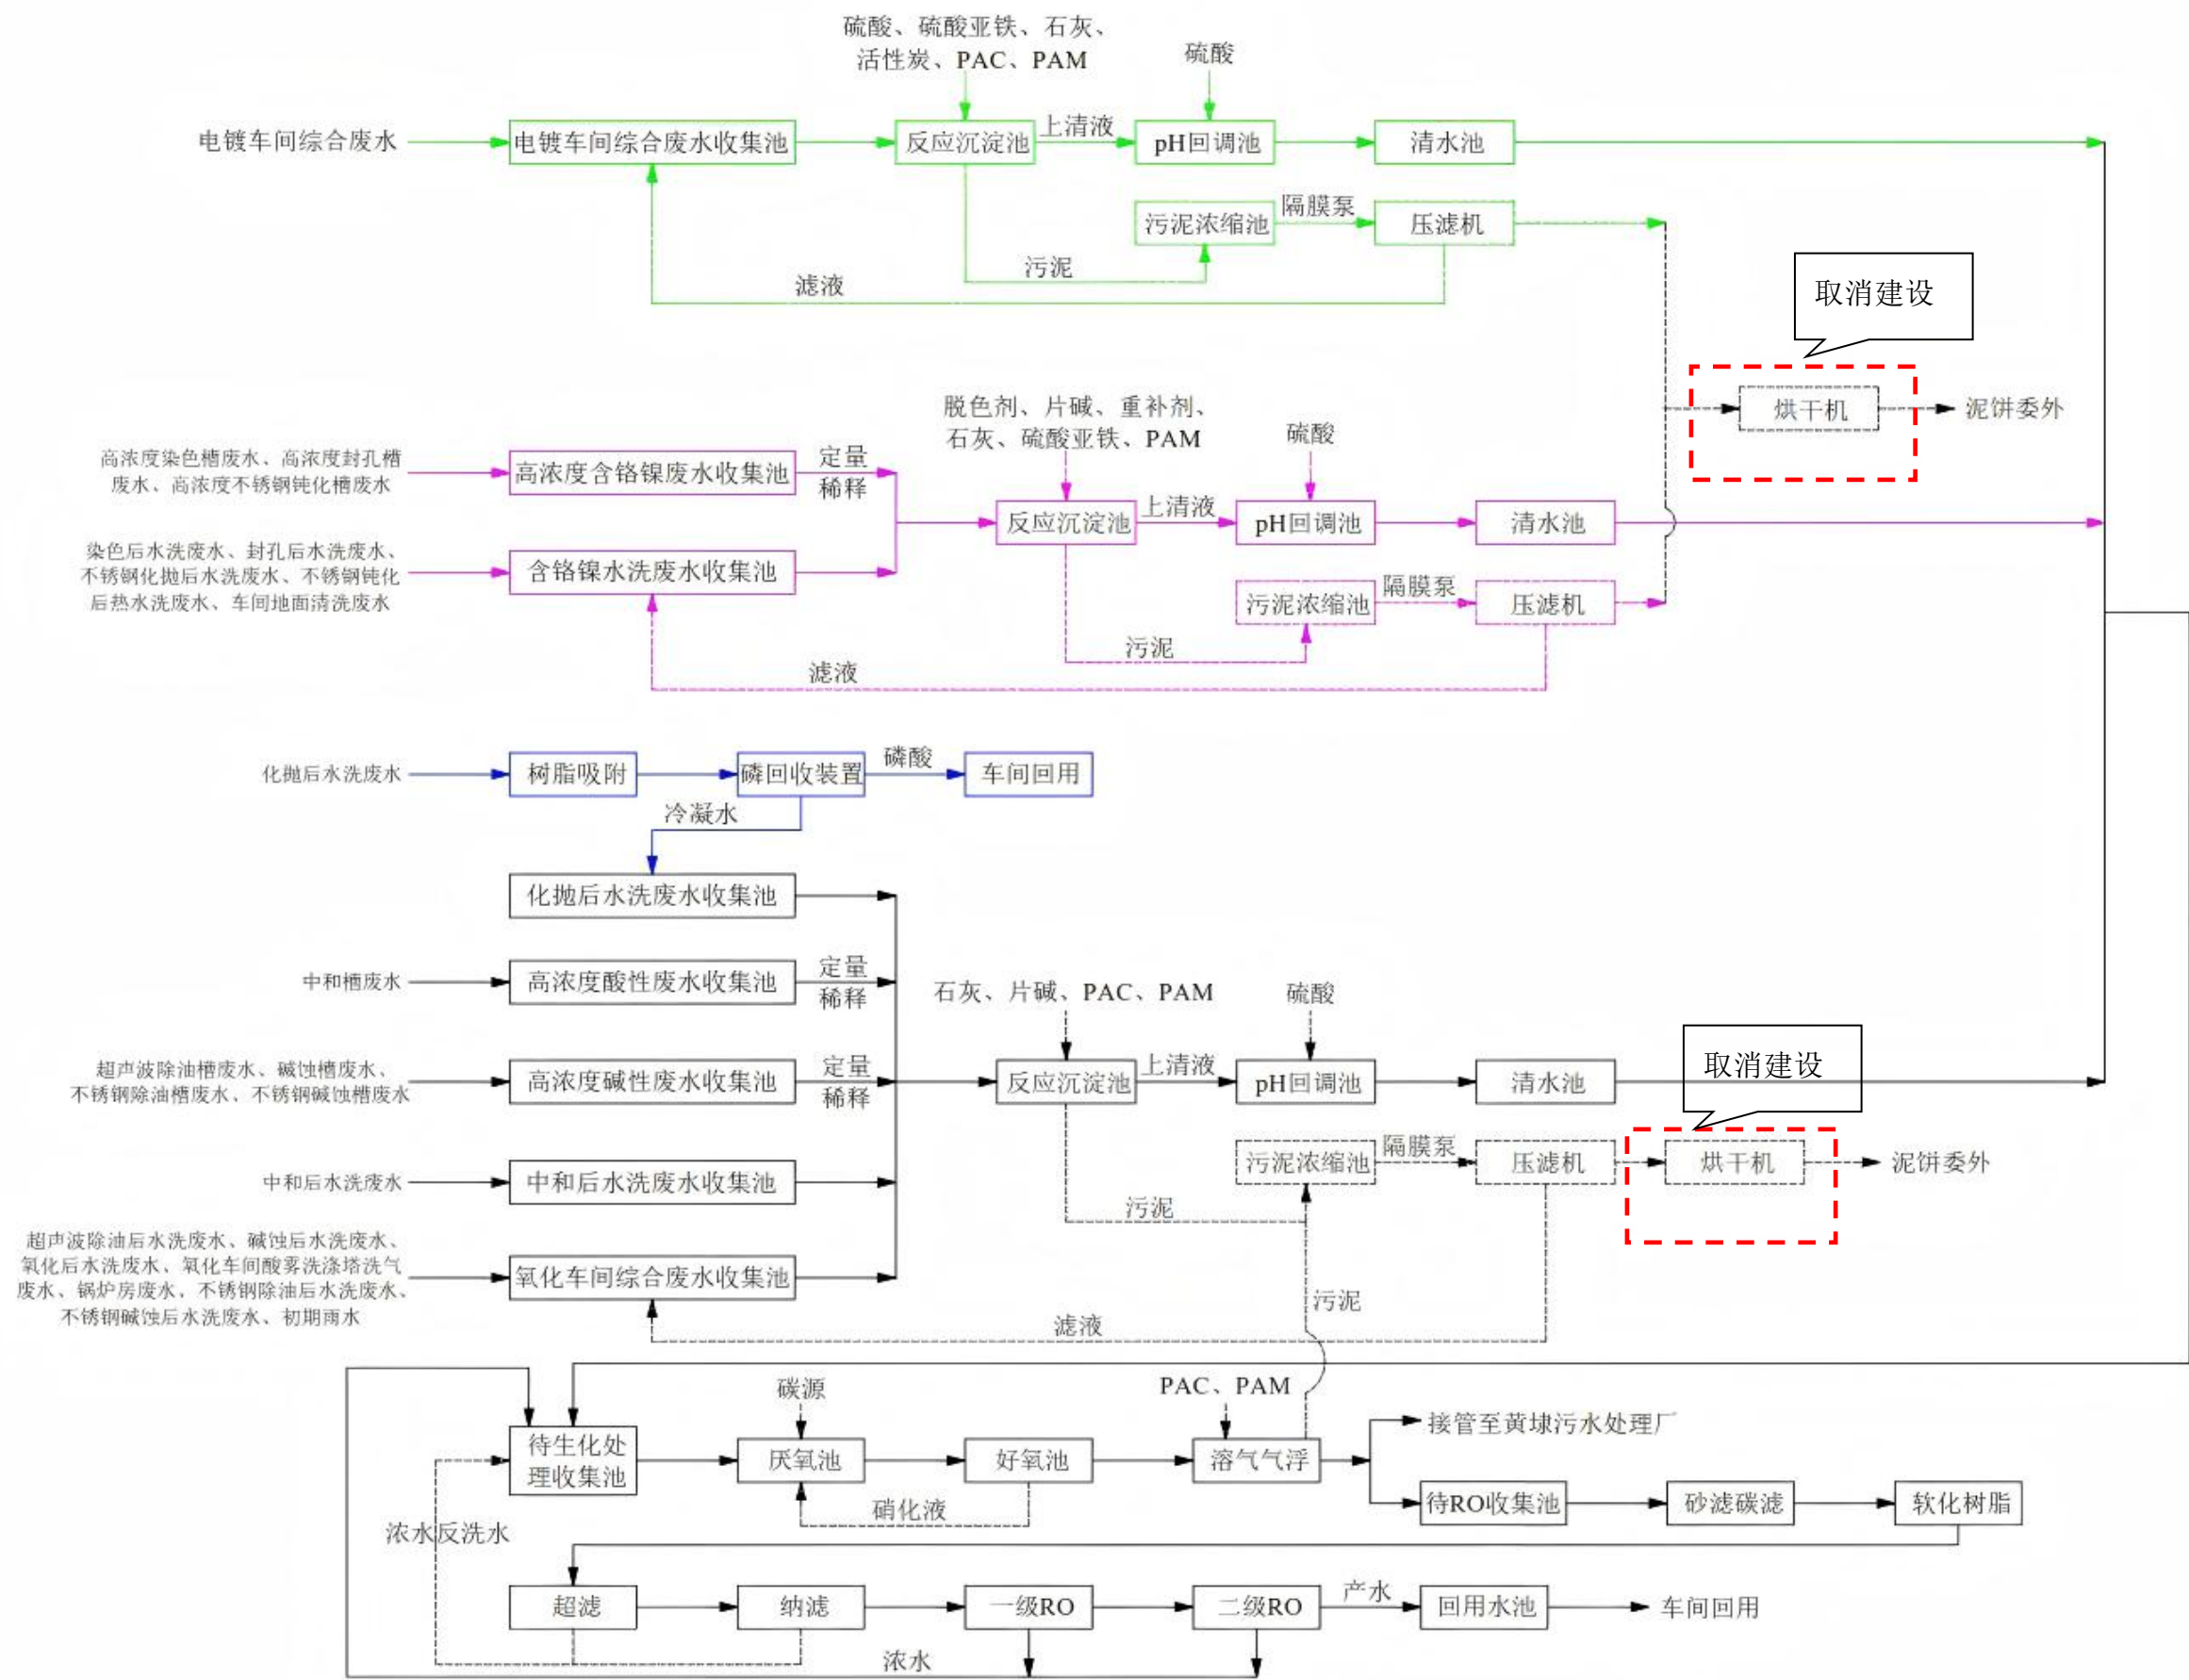 硫酸、硫酸亚铁、石灰、
活性炭、PAC、PAM
硫酸
电镀车间综合废水
电镀车间综合废水收集池
反应沉淀池
上清液
pH回调池
清水池
污泥浓缩池
隔膜泵
压滤机
污泥
滤液
取消建设
烘干机
泥饼委外
脱色剂、片碱、重补剂、
石灰、硫酸亚铁、PAM
硫酸
高浓度染色槽废水、高浓度封孔槽
废水、高浓度不锈钢钝化槽废水
高浓度含铬镍废水收集池
定量
稀释
反应沉淀池
上清液
pH回调池
清水池
染色后水洗废水、封孔后水洗废水、
不锈钢化抛后水洗废水、不锈钢钝化
后热水洗废水、车间地面清洗废水
含铬镍水洗废水收集池
污泥浓缩池
隔膜泵
压滤机
污泥
滤液
化抛后水洗废水
树脂吸附
磷回收装置
磷酸
车间回用
冷凝水
化抛后水洗废水收集池
中和槽废水
高浓度酸性废水收集池
定量
稀释
石灰、片碱、PAC、PAM
硫酸
取消建设
超声波除油槽废水、碱蚀槽废水、
不锈钢除油槽废水、不锈钢碱蚀槽废水
高浓度碱性废水收集池
定量
稀释
反应沉淀池
上清液
pH回调池
清水池
污泥浓缩池
隔膜泵
压滤机
烘干机
泥饼委外
中和后水洗废水
中和后水洗废水收集池
污泥
超声波除油后水洗废水、碱蚀后水洗废水、
氧化后水洗废水、氧化车间酸雾洗涤塔洗气
废水、锅炉房废水、不锈钢除油后水洗废水、
不锈钢碱蚀后水洗废水、初期雨水
氧化车间综合废水收集池
污泥
滤液
碳源
PAC、PAM
待生化处
理收集池
厌氧池
好氧池
溶气气浮
接管至黄埭污水处理厂
硝化液
待RO收集池
砂滤碳滤
软化树脂
浓水反洗水
超滤
纳滤
一级RO
二级RO
产水
回用水池
车间回用
浓水